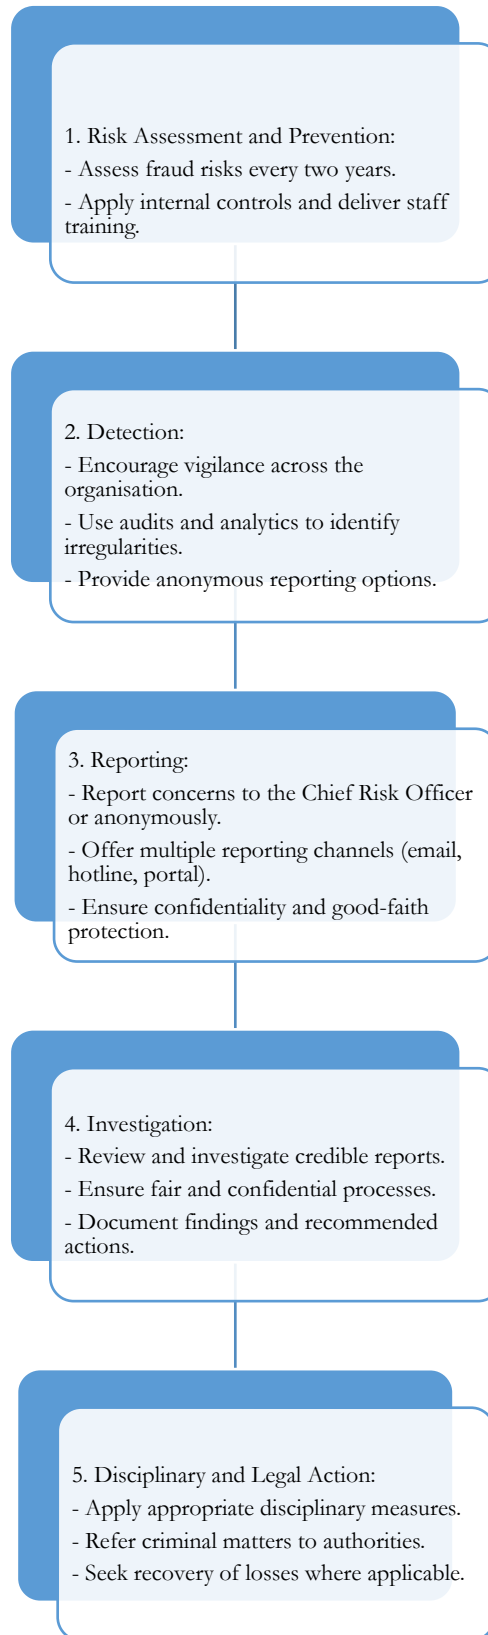 1. Risk Assessment and Prevention:
- Assess fraud risks every two years.
- Apply internal controls and deliver staff
training.
2. Detection:
- Encourage vigilance across the
organisation.
- Use audits and analytics to identify
irregularities.
- Provide anonymous reporting options.
3. Reporting:
- Report concerns to the Chief Risk Officer
or anonymously.
- Offer multiple reporting channels (email,
hotline, portal).
- Ensure confidentiality and good-faith
protection.
4. Investigation:
- Review and investigate credible reports.
- Ensure fair and confidential processes.
- Document findings and recommended
actions.
5. Disciplinary and Legal Action:
- Apply appropriate disciplinary measures.
- Refer criminal matters to authorities.
- Seek recovery of losses where applicable.